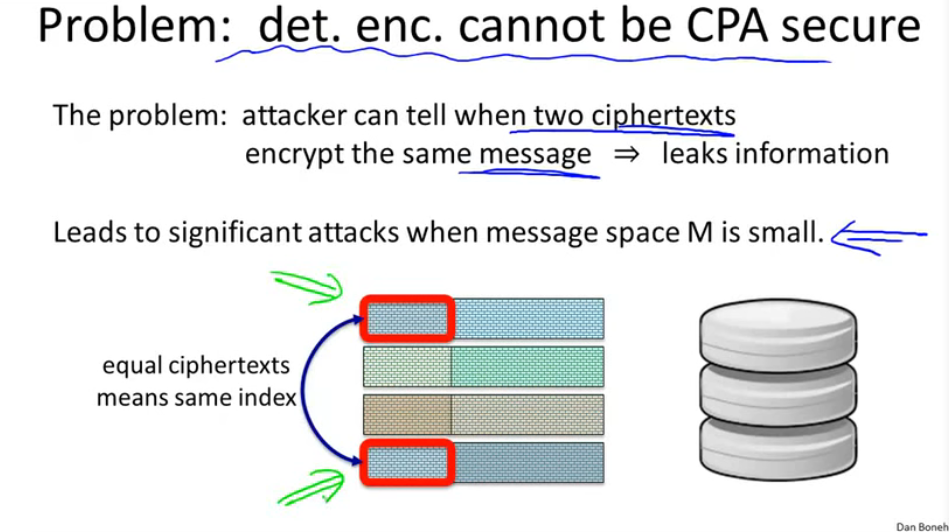 Problem: det. enc. cannot be CPA secure
The problem: attacker can tell when two ciphertexts
encrypt the same message ⇒ leaks information
Leads to significant attacks when message space M is small.
equal ciphertexts
means same index
Dan Boneh